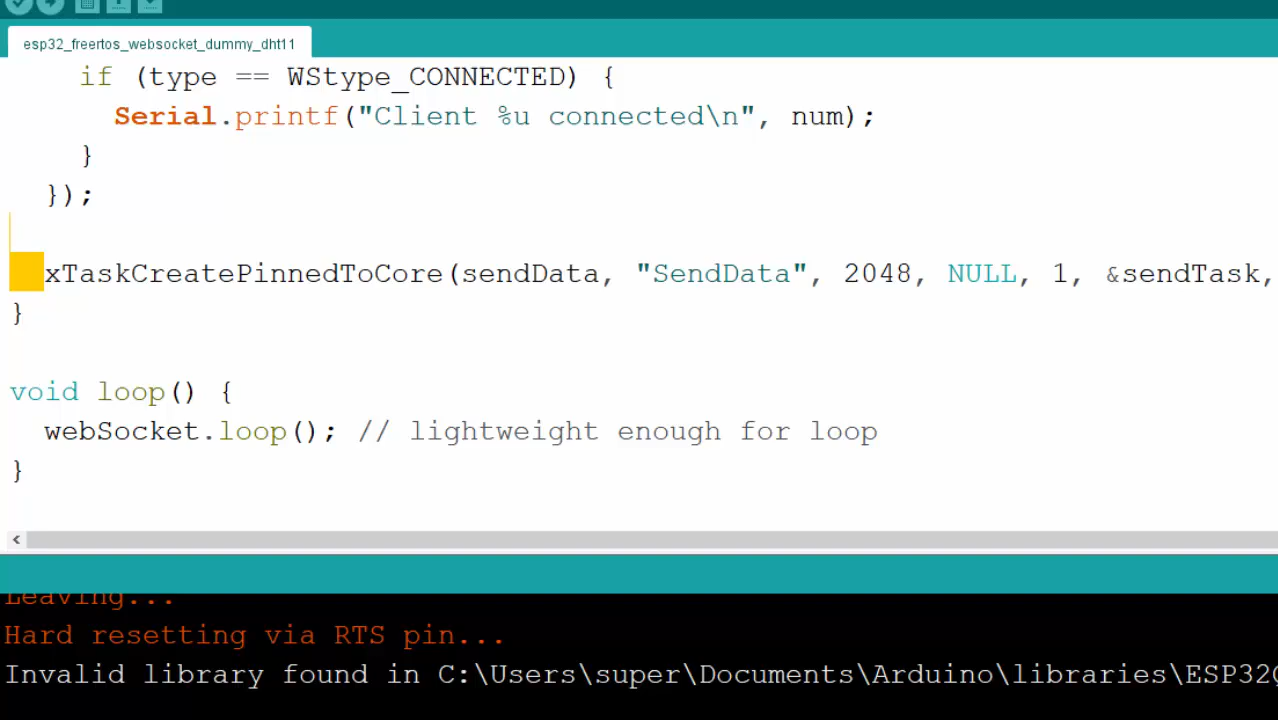 esp32_freertos_websocket_dummy_dht11
if (type == WStype_CONNECTED) {
Serial.printf("Client %u connected\n", num);
}
});
xTaskCreatePinnedToCore(sendData, "SendData", 2048, NULL, 1, &sendTask,
}
void loop() {
webSocket.loop(); // lightweight enough for loop
}
Leaving...
Hard resetting via RTS pin...
Invalid library found in C:\Users\super\Documents\Arduino\libraries\ESP32